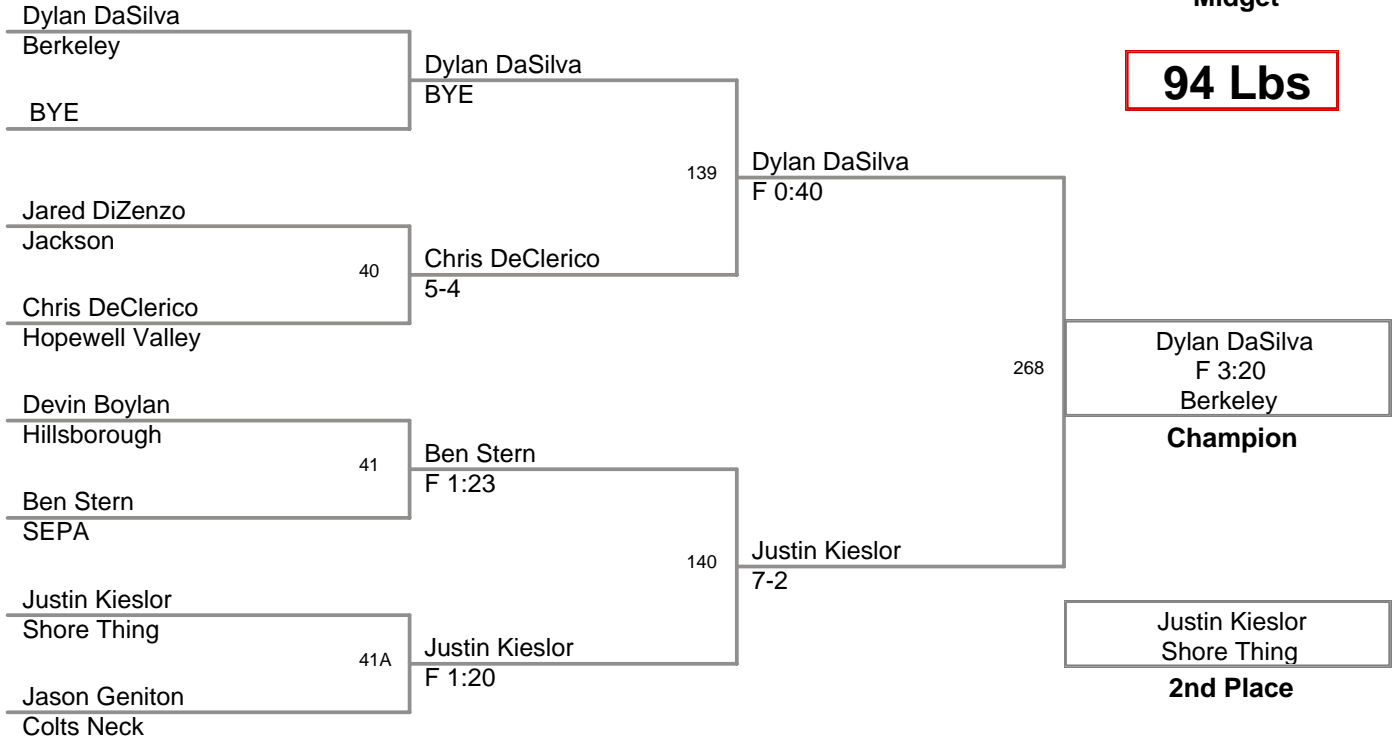 Midget
94 Lbs
Dylan DaSilva
Berkeley
BYE
Jared DiZenzo
Jackson
40
Chris DeClerico
Hopewell Valley
Devin Boylan
Hillsborough
41
Ben Stern
SEPA
Justin Kieslor
Shore Thing
41A
Jason Geniton
Colts Neck
Dylan DaSilva
BYE
139
Chris DeClerico
5-4
Ben Stern
F 1:23
140
Justin Kieslor
F 1:20
Dylan DaSilva
F 0:40
268
Justin Kieslor
7-2
Dylan DaSilva
F 3:20
Berkeley
Champion
Justin Kieslor
Shore Thing
2nd Place